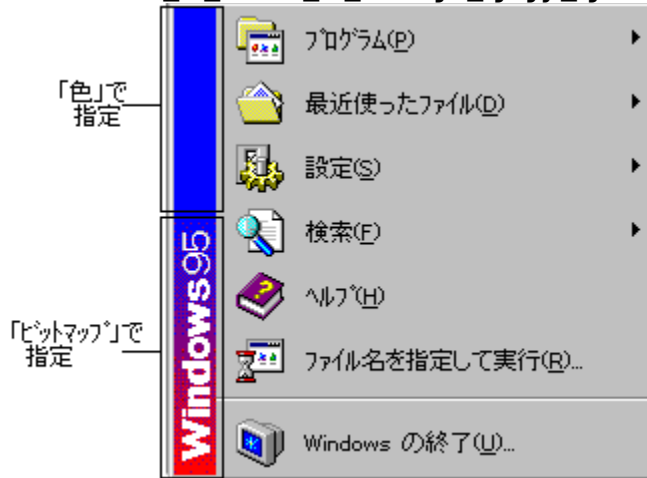 ﾌﾟﾛｸﾞﾗﾑ(P)
最近使ったﾌｧｲﾙ(D)
設定(S)
検索(F)
ﾍﾙﾌﾟ(H)
ﾌｧｲﾙ名を指定して実行(R)...
Windows の終了(U)...
Windows95
「色」で
指定
「ﾋﾞｯﾄﾏｯﾌﾟ」で
指定